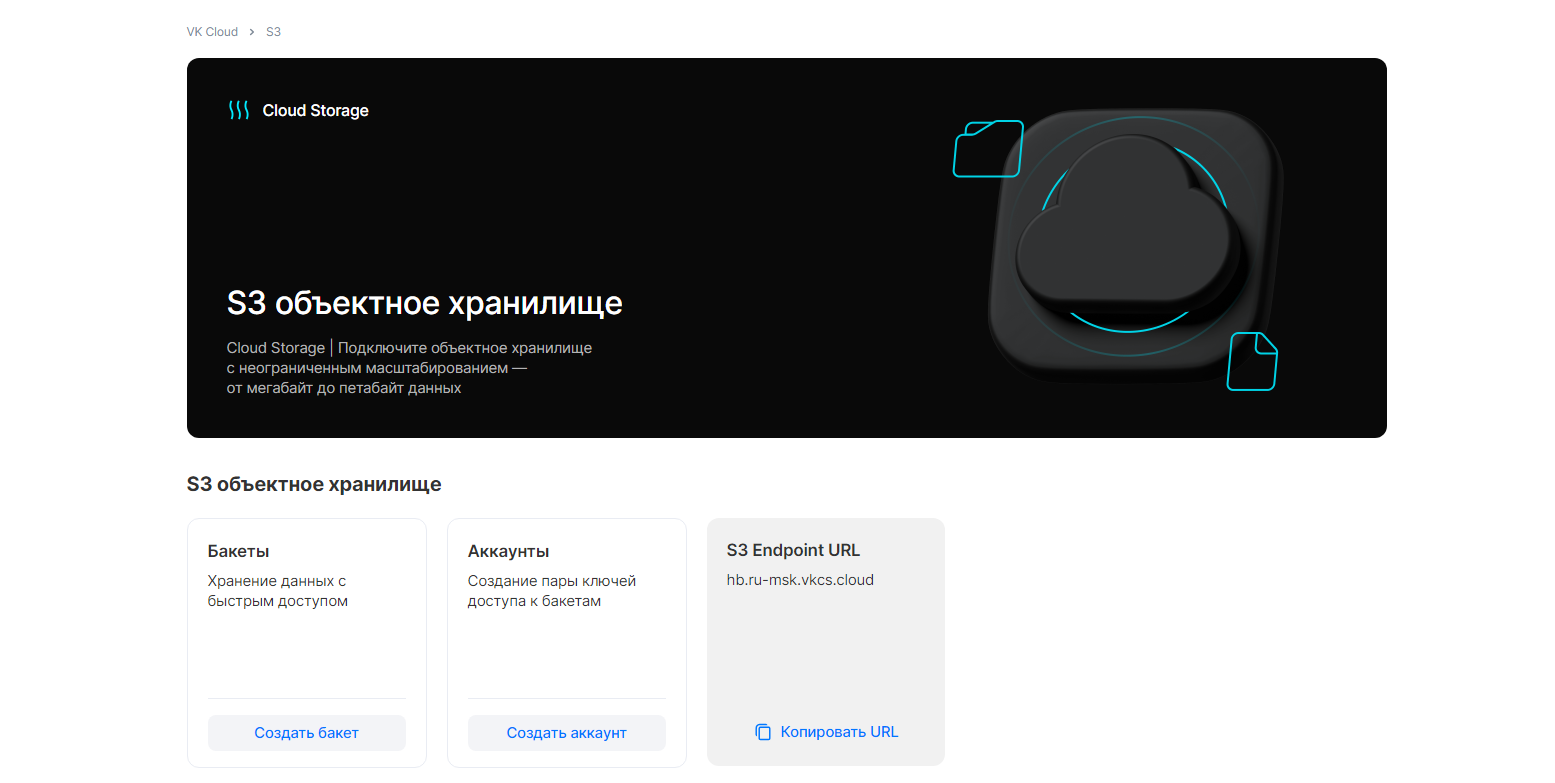 VK Cloud > S3
Cloud Storage
S3 объектное хранилище
Cloud Storage | Подключите объектное хранилище
с неограниченным масштабированием —
от мегабайт до петабайт данных
S3 объектное хранилище
Бакеты
Хранение данных с
быстрым доступом
Создать бакет
Аккаунты
Создание пары ключей
доступа к бакетам
Создать аккаунт
S3 Endpoint URL
hb.ru-msk.vkcs.cloud
Копировать URL